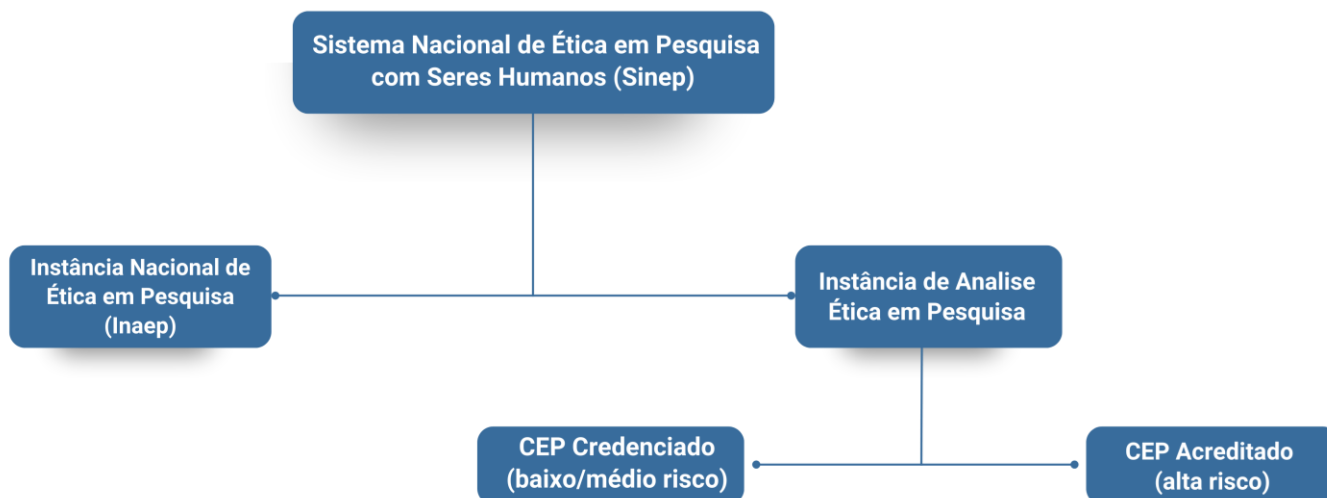 Sistema Nacional de Ética em Pesquisa
com Seres Humanos (Sinep)
Instância Nacional de
Ética em Pesquisa
(Inaep)
Instância de Analise
Ética em Pesquisa
CEP Credenciado
(baixo/médio risco)
CEP Acreditado
(alta risco)